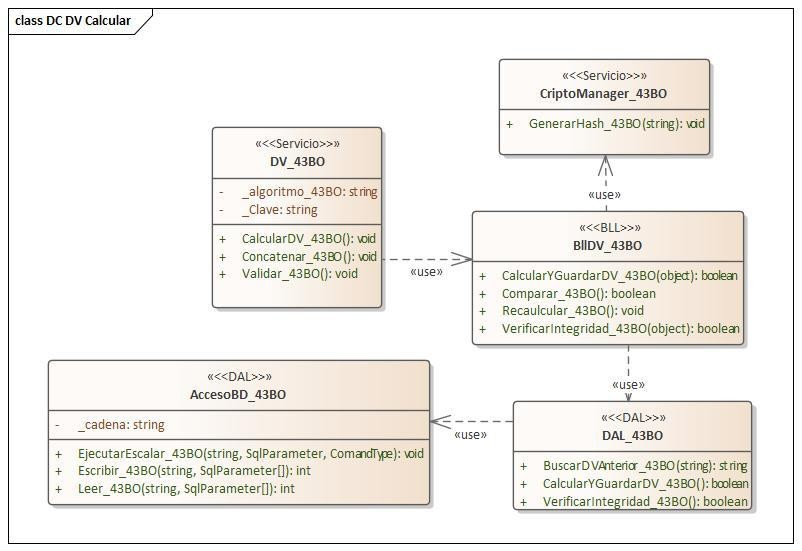 class DC DV Calcular
«<<Servicio>>»
CriptoManager_43BO
+ GenerarHash_43BO(string): void
«<<Servicio>>»
DV_43BO
- _algoritmo_43BO: string
- _Clave: string
+ CalcularDV_43BO(): void
+ Concatenar_43BO(): void
+ Validar_43BO(): void
«use»
«use»
«<<BLL>>»
BllDV_43BO
+ CalcularYGuardarDV_43BO(object): boolean
+ Comparar_43BO(): boolean
+ Recaulcular_43BO(): void
+ VerificarIntegridad_43BO(object): boolean
«use»
«<<DAL>>»
AccesoBD_43BO
- _cadena: string
+ EjecutarEscalar_43BO(string, SqlParameter, ComandType): void
+ Escribir_43BO(string, SqlParameter[]): int
+ Leer_43BO(string, SqlParameter[]): int
«use»
«<<DAL>>»
DAL_43BO
+ BuscarDVAnterior_43BO(string): string
+ CalcularYGuardarDV_43BO(): boolean
+ VerificarIntegridad_43BO(): boolean